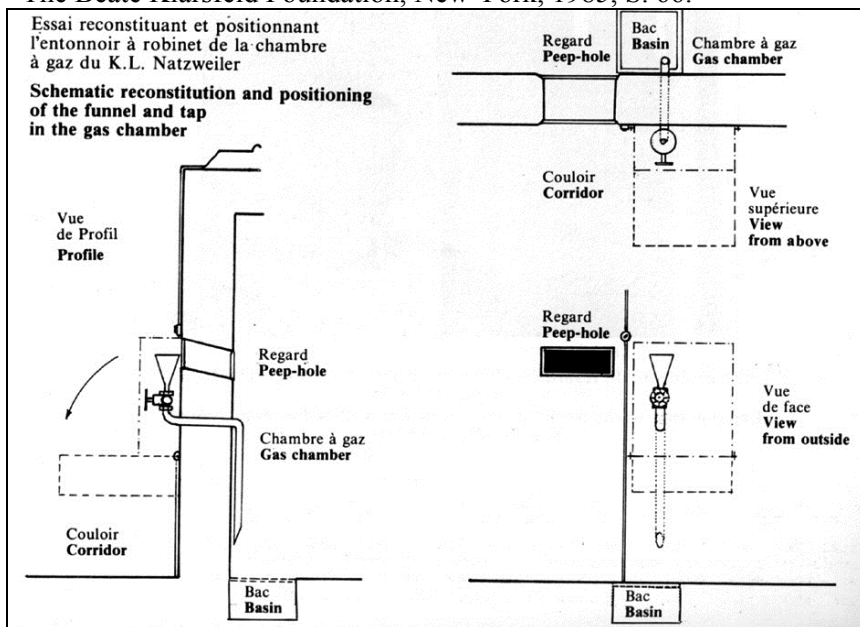 The Beate Klarsfeld Foundation, New York, 1985, S.
Essai reconstituant et positionnant
l'entonnoir à robinet de la chambre
à gaz du K.L. Natzweiler
Schematic reconstitution and positioning
of the funnel and tap
in the gas chamber
Vue
de Profil
Profile
Regard
Peep-hole
Chambre à gaz
Gas chamber
Couloir
Corridor
Bac
Basin
Regard
Peep-hole
Bac
Basin
Chambre à gaz
Gas chamber
Couloir
Corridor
Vue
supérieure
View
from above
Regard
Peep-hole
Vue
de face
View
from outside
Bac
Basin